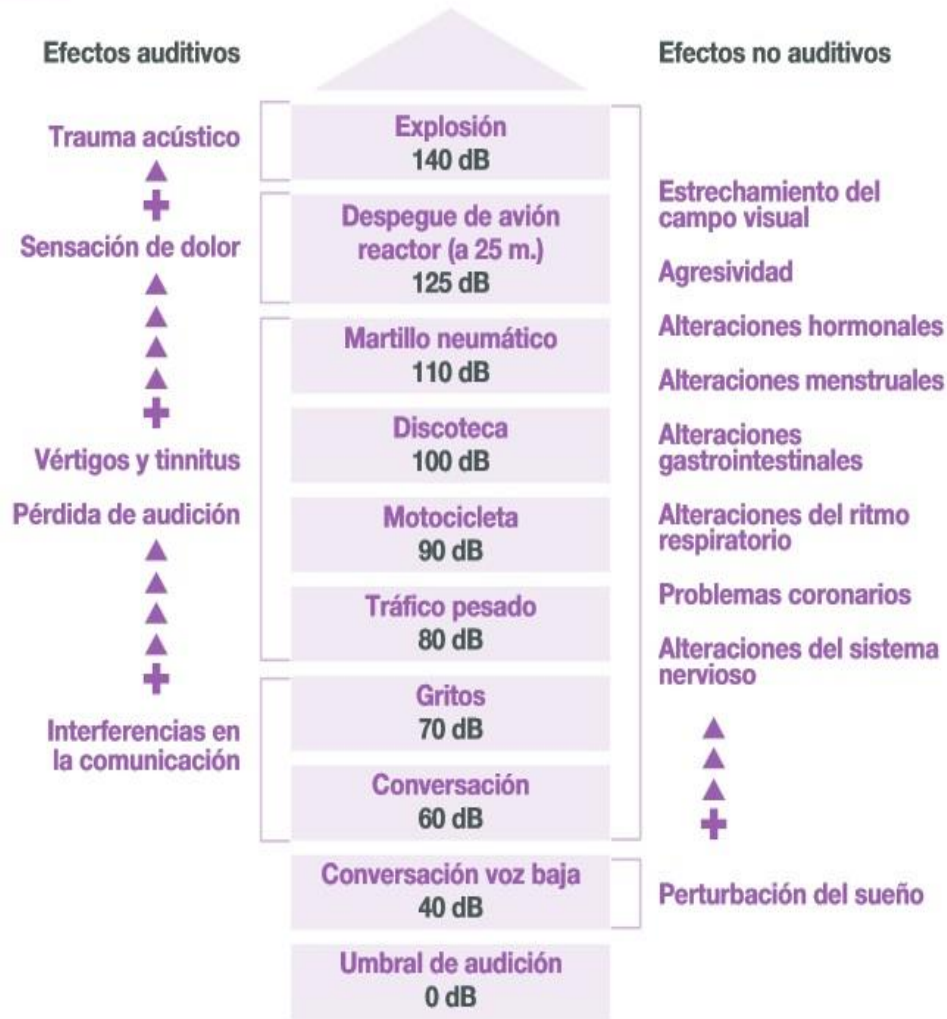 Efectos auditivos
Trauma acústico
Sensación de dolor
Vértigos y tinnitus
Pérdida de audición
Interferencias en
la comunicación
Explosión
140 dB
Despegue de avión
reactor (a 25 m.)
125 dB
Martillo neumático
110 dB
Discoteca
100 dB
Motocicleta
90 dB
Tráfico pesado
80 dB
Gritos
70 dB
Conversación
60 dB
Conversación voz baja
40 dB
Umbral de audición
0 dB
Efectos no auditivos
Estrechamiento del
campo visual
Agresividad
Alteraciones hormonales
Alteraciones menstruales
Alteraciones
gastrointestinales
Alteraciones del ritmo
respiratorio
Problemas coronarios
Alteraciones del sistema
nervioso
Perturbación del sueño